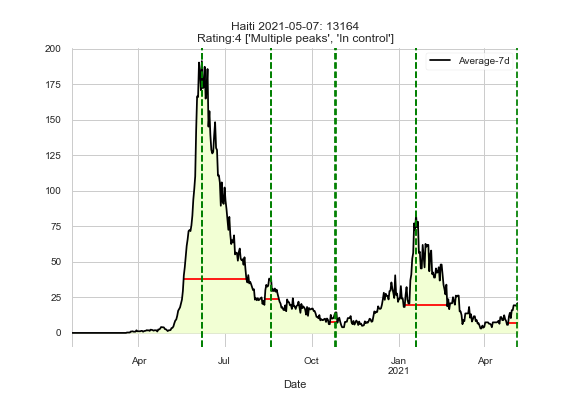 Haiti 2021-05-07: 13164
Rating:4 ['Multiple peaks', 'In control']
Average-7d
200
175
150
125
100
75
50
25
0
Apr
Jul
Oct
Jan
2021
Apr
Date